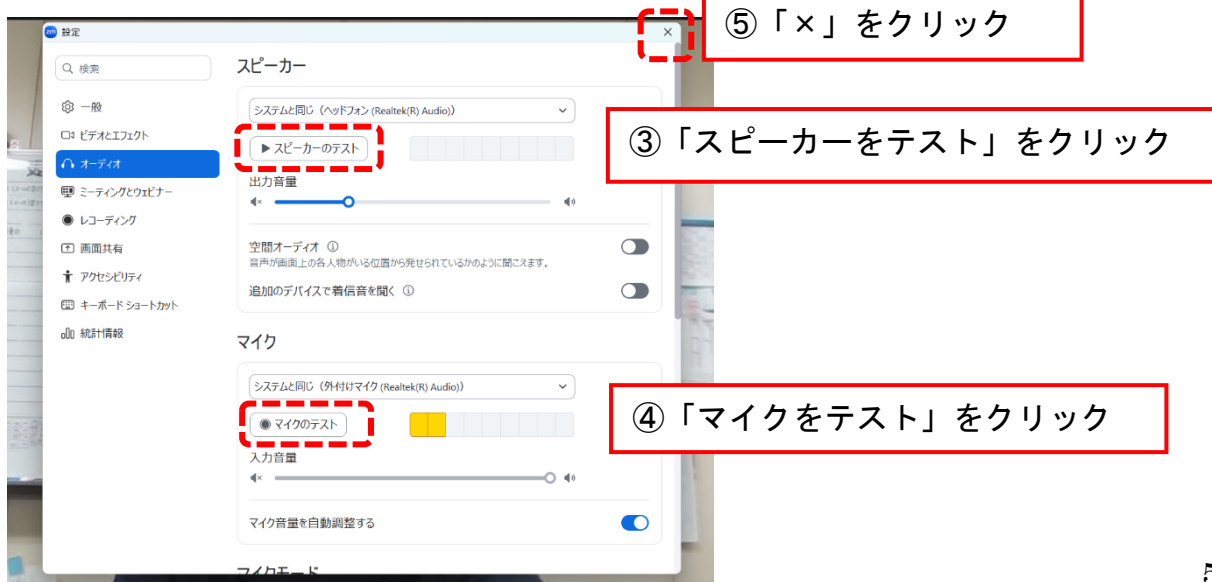 ⑤「×」をクリック
zm 設定
検索
スピーカー
一般
システムと同じ (ヘッドフォン (Realtek(R) Audio))
ビデオとエフェクト
③「スピーカーをテスト」をクリック
スピーカーのテスト
オーディオ
出力音量
ミーティングとウェビナー
レコーディング
画面共有
空間オーディオ
音声が画面上の各人物がいる位置から発せられているかのように聞こえます。
アクセシビリティ
追加のデバイスで着信音を聞く
キーボード ショートカット
統計情報
マイク
システムと同じ (外付けマイク (Realtek(R) Audio))
④「マイクをテスト」をクリック
マイクのテスト
入力音量
マイク音量を自動調整する
マイクモード